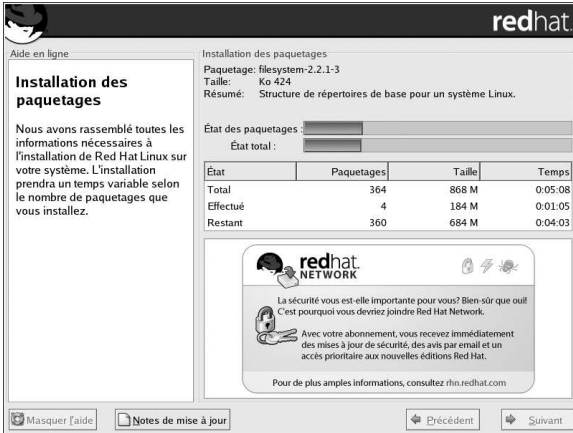 redhat.
Aide en ligne
Installation des
paquetages
Nous avons rassemblé toutes les
informations nécessaires à
l'installation de Red Hat Linux sur
votre système. L'installation
prendra un temps variable selon
le nombre de paquetages que
vous installez.
Installation des paquetages
Paquetage: filesystem-2.2.1-3
Taille: Ko 424
Résumé: Structure de répertoires de base pour un système Linux.
État des paquetages :
État total :
État Paquetages Taille Temps
Total 364 868 M 0:05:08
Effectué 4 184 M 0:01:05
Restant 360 684 M 0:04:03
redhat.
NETWORK
La sécurité vous est-elle importante pour vous? Bien-sûr que oui!
C'est pourquoi vous devriez joindre Red Hat Network.
Avec votre abonnement, vous recevez immédiatement
des mises à jour de sécurité, des avis par email et un
accès prioritaire aux nouvelles éditions Red Hat.
Pour de plus amples informations, consultez rhn.redhat.com
Masquer l'aide Notes de mise à jour Précédent Suivant